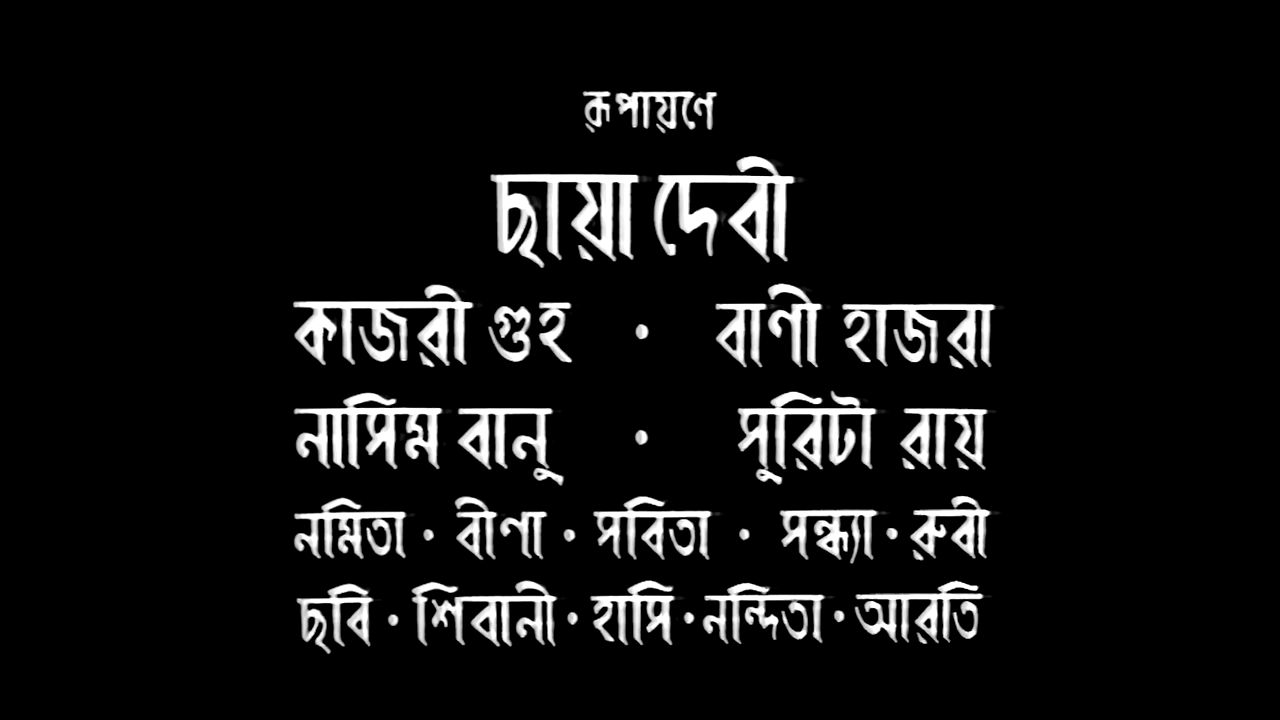 রূপায়ণে
ছায়া দেবী
কাজরী গুহ • বাণী হাজরা
নাসিম বানু • সুরিটা রায়
নমিতা • বীণা • সবিতা • সন্ধ্যা • রুবী
ছবি • শিবানী • হাসি • নন্দিতা • আরতি